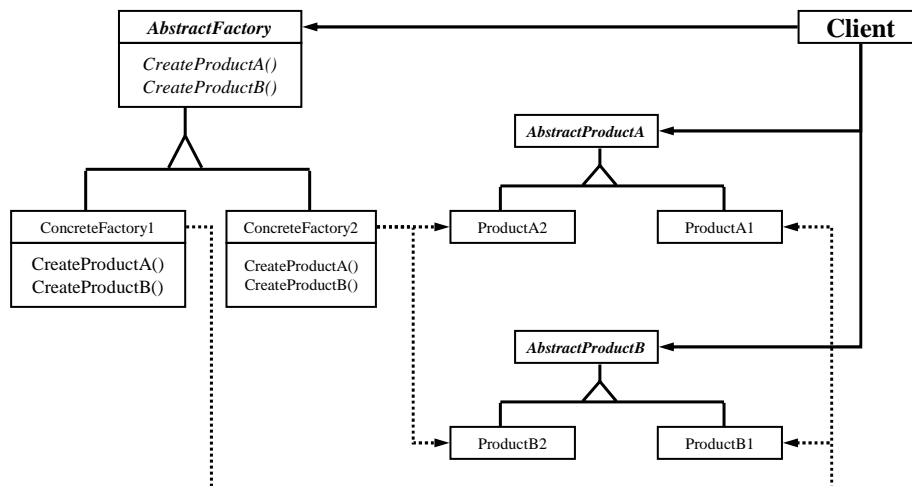 AbstractFactory
CreateProductA()
CreateProductB()
Client
AbstractProductA
ConcreteFactory1
CreateProductA()
CreateProductB()
ConcreteFactory2
CreateProductA()
CreateProductB()
ProductA2
ProductA1
AbstractProductB
ProductB2
ProductB1